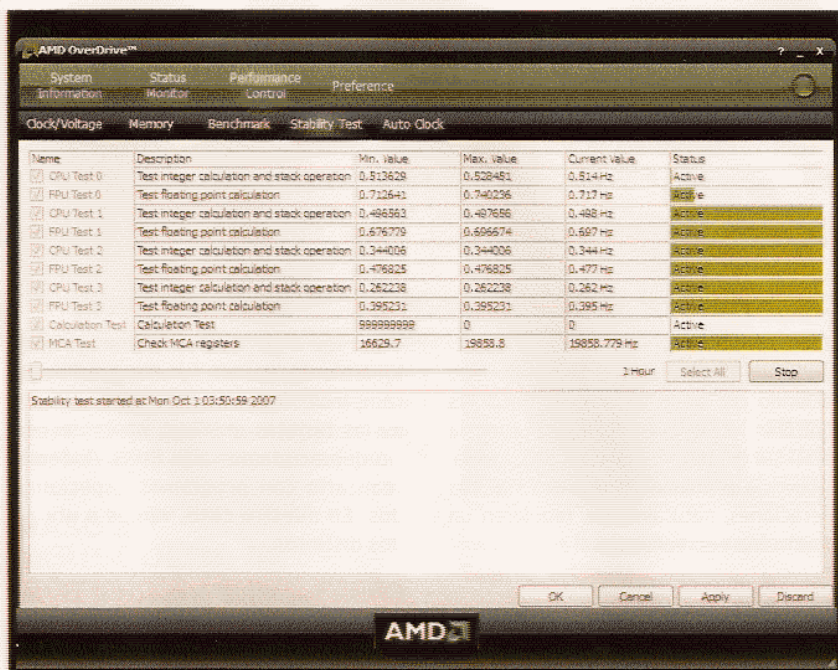 AMD OverDrive™ ? _ X
System Information Status Monitor Performance Control Preference
Clock/Voltage Memory Benchmark Stability Test Auto Clock
Name Description Min. Value Max. Value Current Value Status
CPU Test 0 Test integer calculation and stack operation 0.513629 0.528481 0.514 Hz Active
FPU Test 0 Test floating point calculation 0.712641 0.740236 0.717 Hz Active
CPU Test 1 Test integer calculation and stack operation 0.496563 0.497656 0.498 Hz Active
FPU Test 1 Test floating point calculation 0.676779 0.696674 0.697 Hz Active
CPU Test 2 Test integer calculation and stack operation 0.344006 0.344006 0.344 Hz Active
FPU Test 2 Test floating point calculation 0.476825 0.476825 0.477 Hz Active
CPU Test 3 Test integer calculation and stack operation 0.262238 0.262238 0.262 Hz Active
FPU Test 3 Test floating point calculation 0.395231 0.395231 0.395 Hz Active
Calculation Test Calculation Test 999999999 0 0 Active
MCA Test Check MCA registers 16629.7 19858.8 19858.779 Hz Active
1 Hour Select All Stop
Stability test started at Mon Oct 1 03:50:59 2007
OK Cancel Apply Discard
AMD